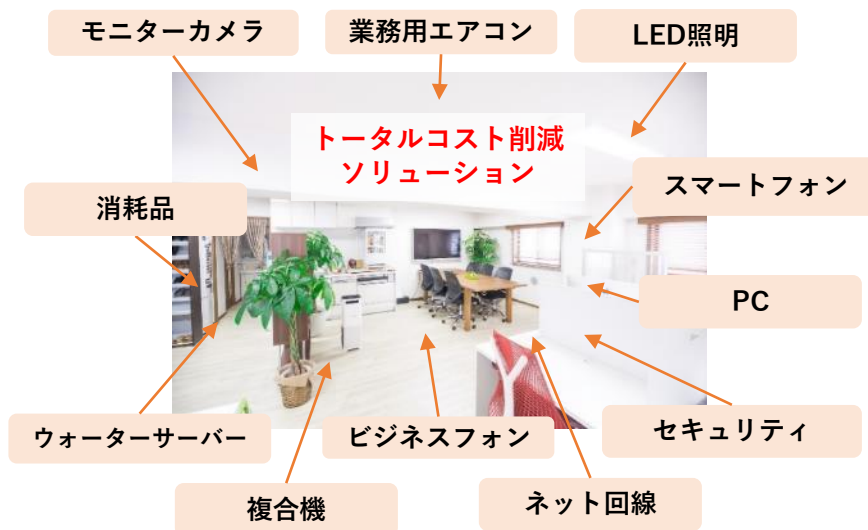 モニターカメラ
業務用エアコン
LED照明
トータルコスト削減
ソリューション
スマートフォン
消耗品
PC
ウォーターサーバー
ビジネスフォン
セキュリティ
複合機
ネット回線